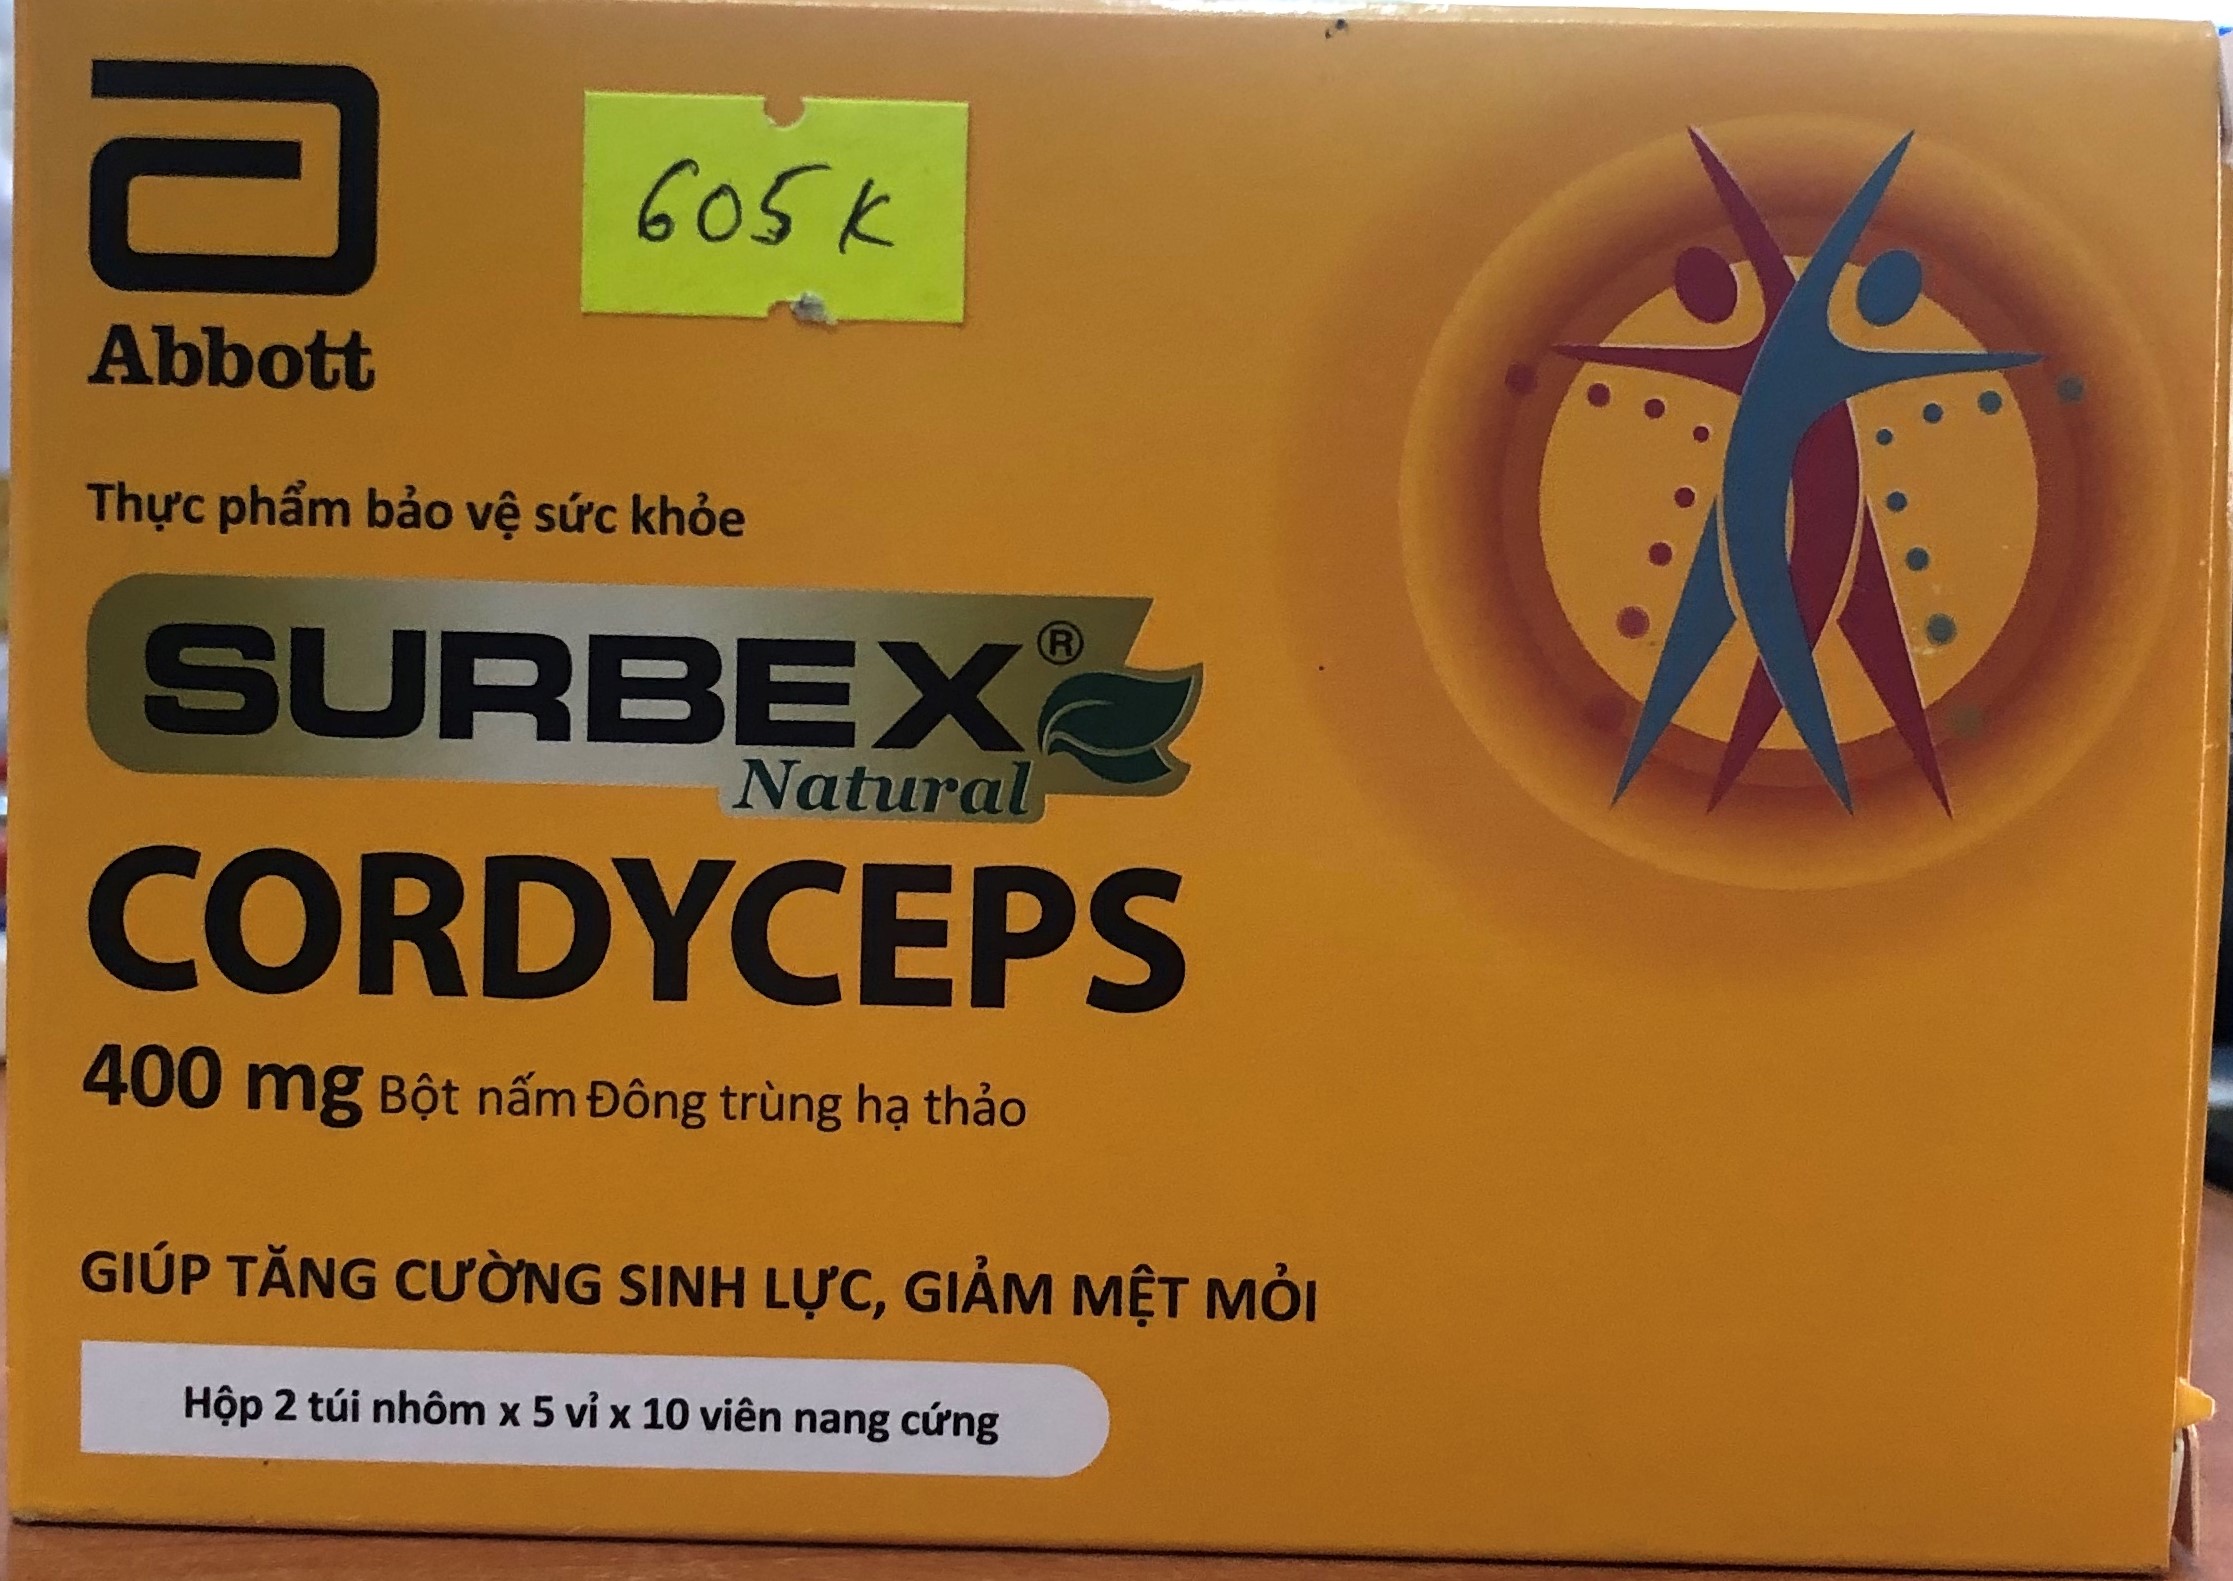 605K
Abbott
Thực phẩm bảo vệ sức khỏe
SURBEX®
Natural
CORDYCEPS
400 mg Bột nấm Đông trùng hạ thảo
GIÚP TĂNG CƯỜNG SINH LỰC, GIẢM MỆT MỎI
Hộp 2 túi nhôm x 5 vỉ x 10 viên nang cứng